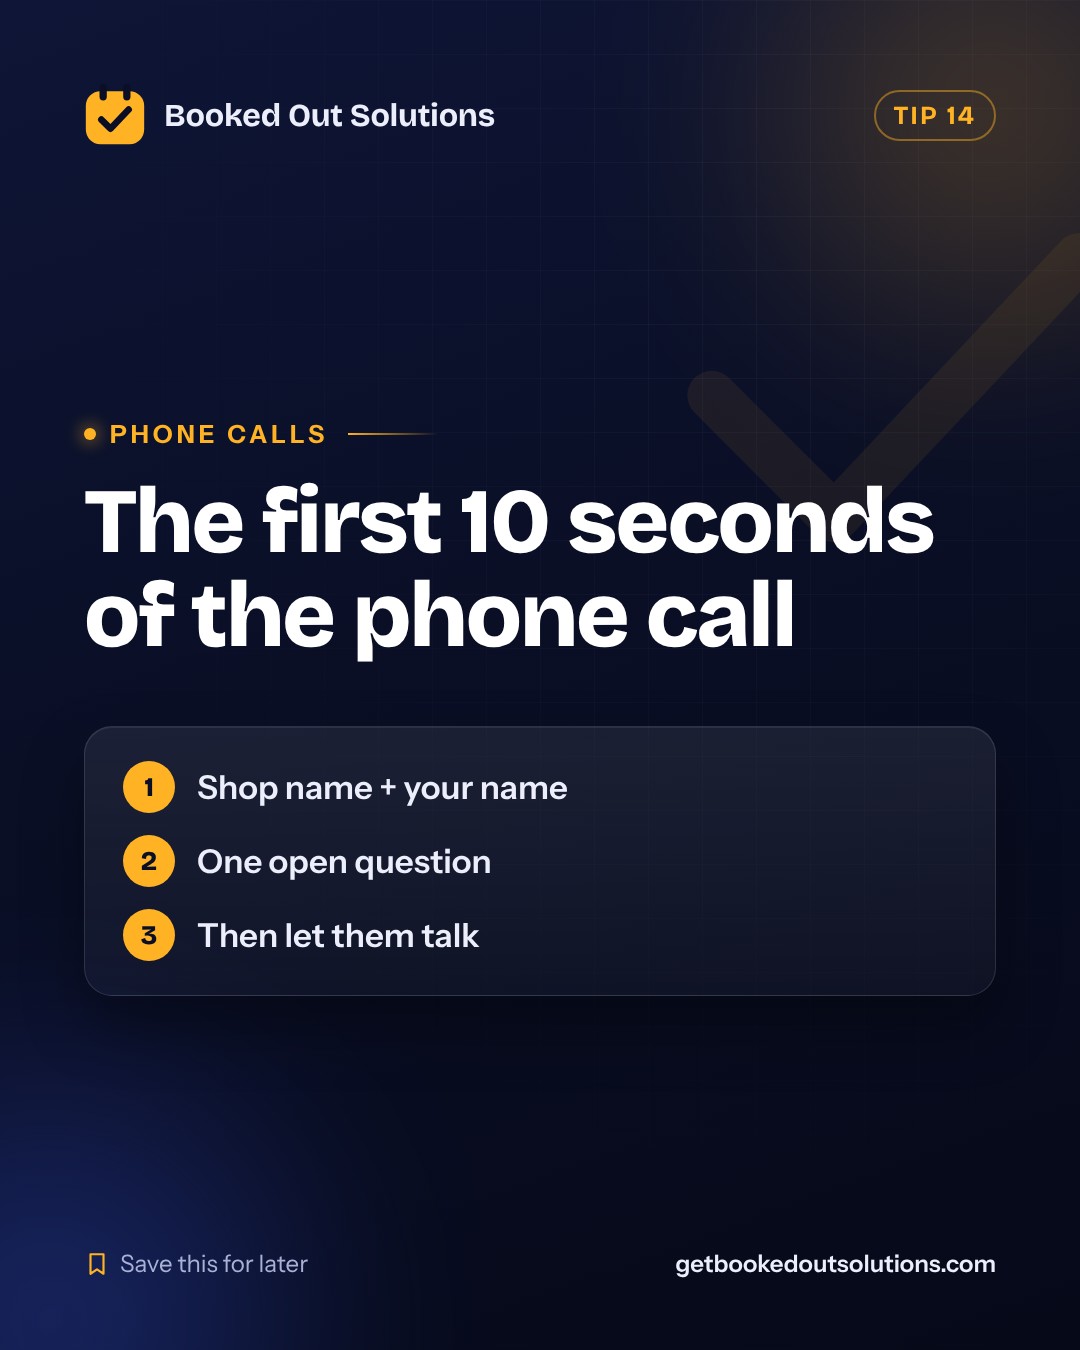 Booked Out Solutions
TIP 14
PHONE CALLS
The first 10 seconds
of the phone call
1 Shop name + your name
2 One open question
3 Then let them talk
Save this for later
getbookedoutsolutions.com